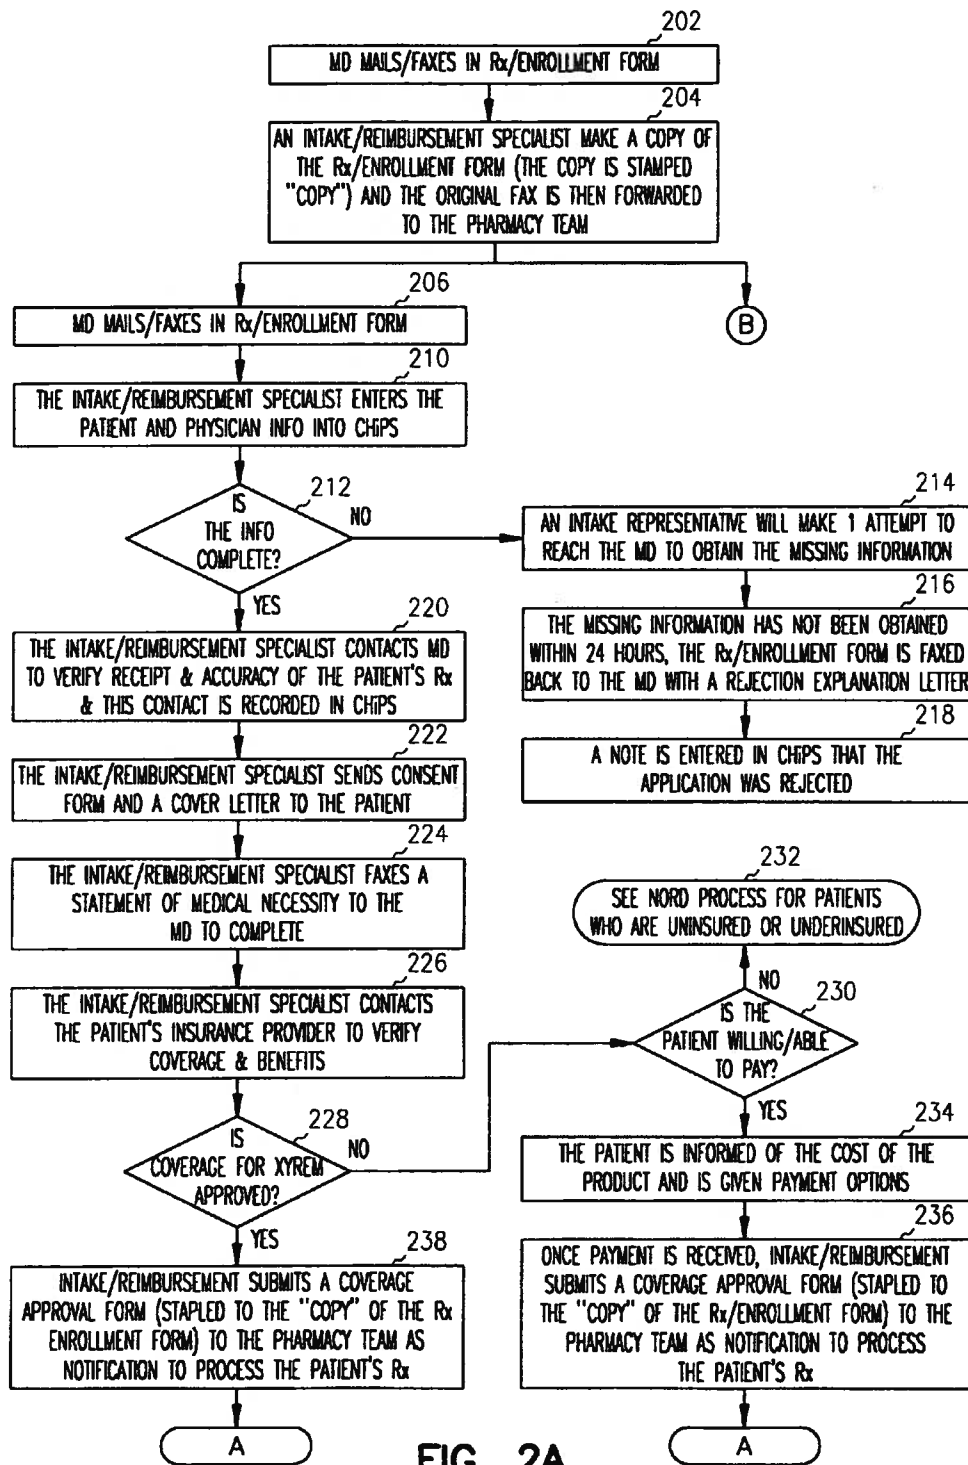 202
MD MAILS/FAXES IN Rx/ENROLLMENT FORM
204
AN INTAKE/REIMBURSEMENT SPECIALIST MAKE A COPY OF
THE Rx/ENROLLMENT FORM (THE COPY IS STAMPED
"COPY") AND THE ORIGINAL FAX IS THEN FORWARDED
TO THE PHARMACY TEAM
206
MD MAILS/FAXES IN Rx/ENROLLMENT FORM
B
210
THE INTAKE/REIMBURSEMENT SPECIALIST ENTERS THE
PATIENT AND PHYSICIAN INFO INTO CHiPS
212
IS
THE INFO
COMPLETE?
NO
YES
214
AN INTAKE REPRESENTATIVE WILL MAKE 1 ATTEMPT TO
REACH THE MD TO OBTAIN THE MISSING INFORMATION
216
THE MISSING INFORMATION HAS NOT BEEN OBTAINED
WITHIN 24 HOURS, THE Rx/ENROLLMENT FORM IS FAXED
BACK TO THE MD WITH A REJECTION EXPLANATION LETTER
218
A NOTE IS ENTERED IN CHiPS THAT THE
APPLICATION WAS REJECTED
220
THE INTAKE/REIMBURSEMENT SPECIALIST CONTACTS MD
TO VERIFY RECEIPT & ACCURACY OF THE PATIENT'S Rx
& THIS CONTACT IS RECORDED IN CHiPS
222
THE INTAKE/REIMBURSEMENT SPECIALIST SENDS CONSENT
FORM AND A COVER LETTER TO THE PATIENT
224
THE INTAKE/REIMBURSEMENT SPECIALIST FAXES A
STATEMENT OF MEDICAL NECESSITY TO THE
MD TO COMPLETE
226
THE INTAKE/REIMBURSEMENT SPECIALIST CONTACTS
THE PATIENT'S INSURANCE PROVIDER TO VERIFY
COVERAGE & BENEFITS
228
IS
COVERAGE FOR XYREM
APPROVED?
NO
YES
232
SEE NORD PROCESS FOR PATIENTS
WHO ARE UNINSURED OR UNDERINSURED
NO
230
IS THE
PATIENT WILLING/ABLE
TO PAY?
YES
234
THE PATIENT IS INFORMED OF THE COST OF THE
PRODUCT AND IS GIVEN PAYMENT OPTIONS
236
ONCE PAYMENT IS RECEIVED, INTAKE/REIMBURSEMENT
SUBMITS A COVERAGE APPROVAL FORM (STAPLED TO
THE "COPY" OF THE Rx/ENROLLMENT FORM) TO THE
PHARMACY TEAM AS NOTIFICATION TO PROCESS
THE PATIENT'S Rx
238
INTAKE/REIMBURSEMENT SUBMITS A COVERAGE
APPROVAL FORM (STAPLED TO THE "COPY" OF THE Rx
ENROLLMENT FORM) TO THE PHARMACY TEAM AS
NOTIFICATION TO PROCESS THE PATIENT'S Rx
A
A
FIG. 2A